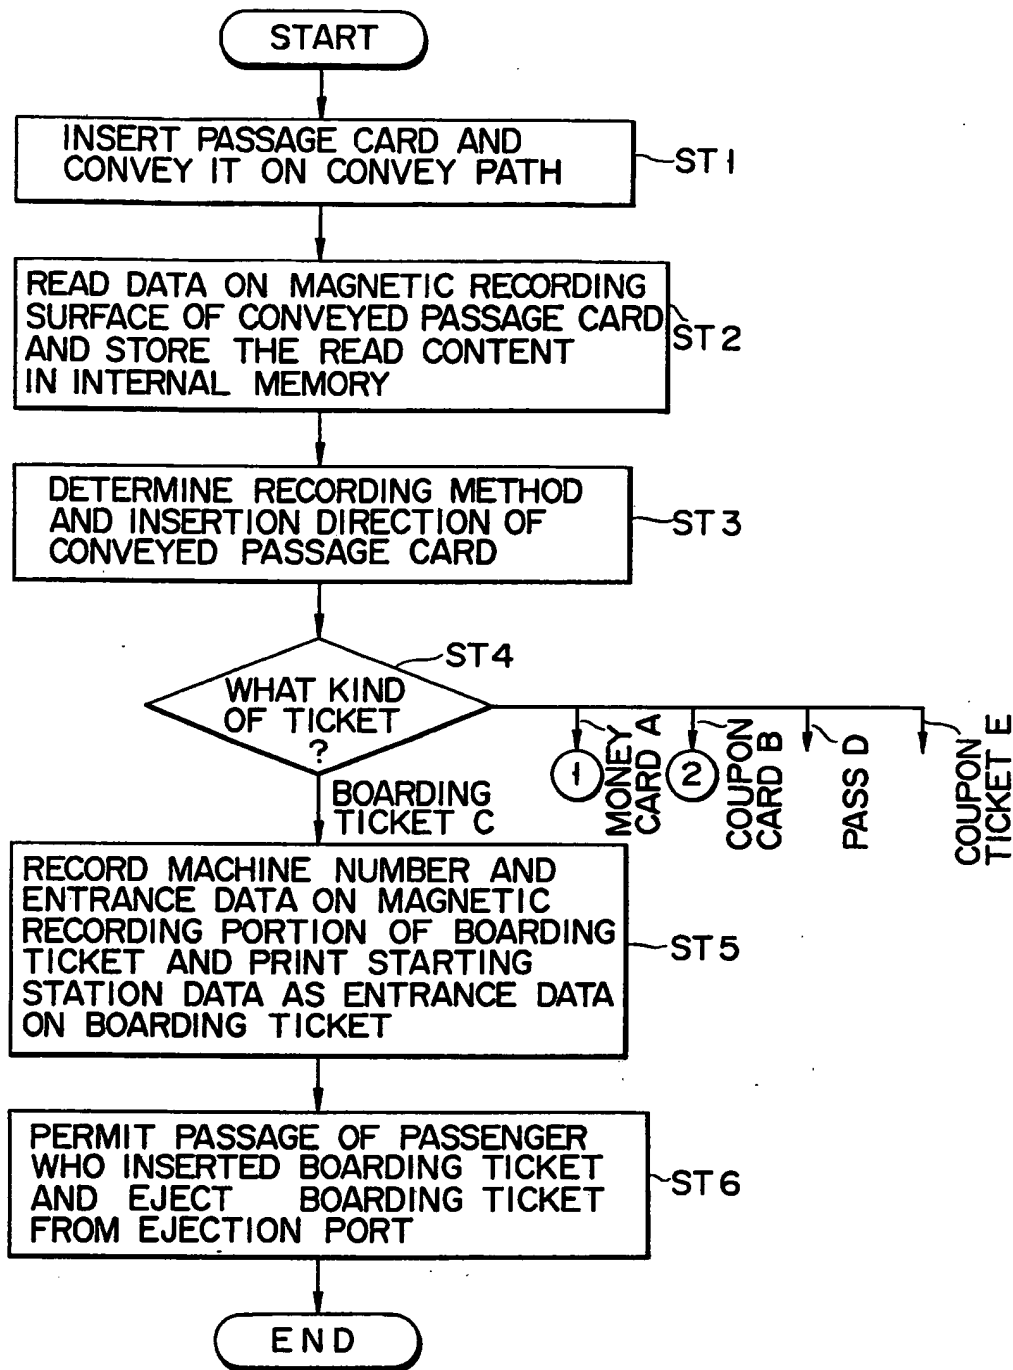 START
INSERT PASSAGE CARD AND
CONVEY IT ON CONVEY PATH
ST1
READ DATA ON MAGNETIC RECORDING
SURFACE OF CONVEYED PASSAGE CARD
AND STORE THE READ CONTENT
IN INTERNAL MEMORY
ST2
DETERMINE RECORDING METHOD
AND INSERTION DIRECTION OF
CONVEYED PASSAGE CARD
ST3
WHAT KIND
OF TICKET
?
ST4
1
MONEY
CARD A
2
COUPON
CARD B
PASS D
COUPON
TICKET E
BOARDING
TICKET C
RECORD MACHINE NUMBER AND
ENTRANCE DATA ON MAGNETIC
RECORDING PORTION OF BOARDING
TICKET AND PRINT STARTING
STATION DATA AS ENTRANCE DATA
ON BOARDING TICKET
ST5
PERMIT PASSAGE OF PASSENGER
WHO INSERTED BOARDING TICKET
AND EJECT BOARDING TICKET
FROM EJECTION PORT
ST6
END